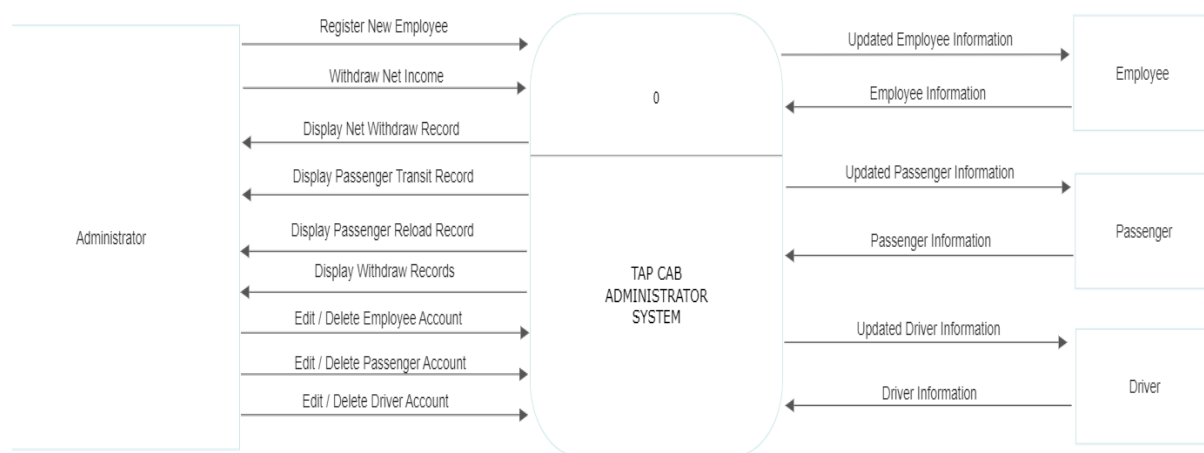 Administrator
Register New Employee
Withdraw Net Income
Display Net Withdraw Record
Display Passenger Transit Record
Display Passenger Reload Record
Display Withdraw Records
Edit / Delete Employee Account
Edit / Delete Passenger Account
Edit / Delete Driver Account
0
TAP CAB
ADMINISTRATOR
SYSTEM
Updated Employee Information
Employee Information
Employee
Updated Passenger Information
Passenger Information
Passenger
Updated Driver Information
Driver Information
Driver